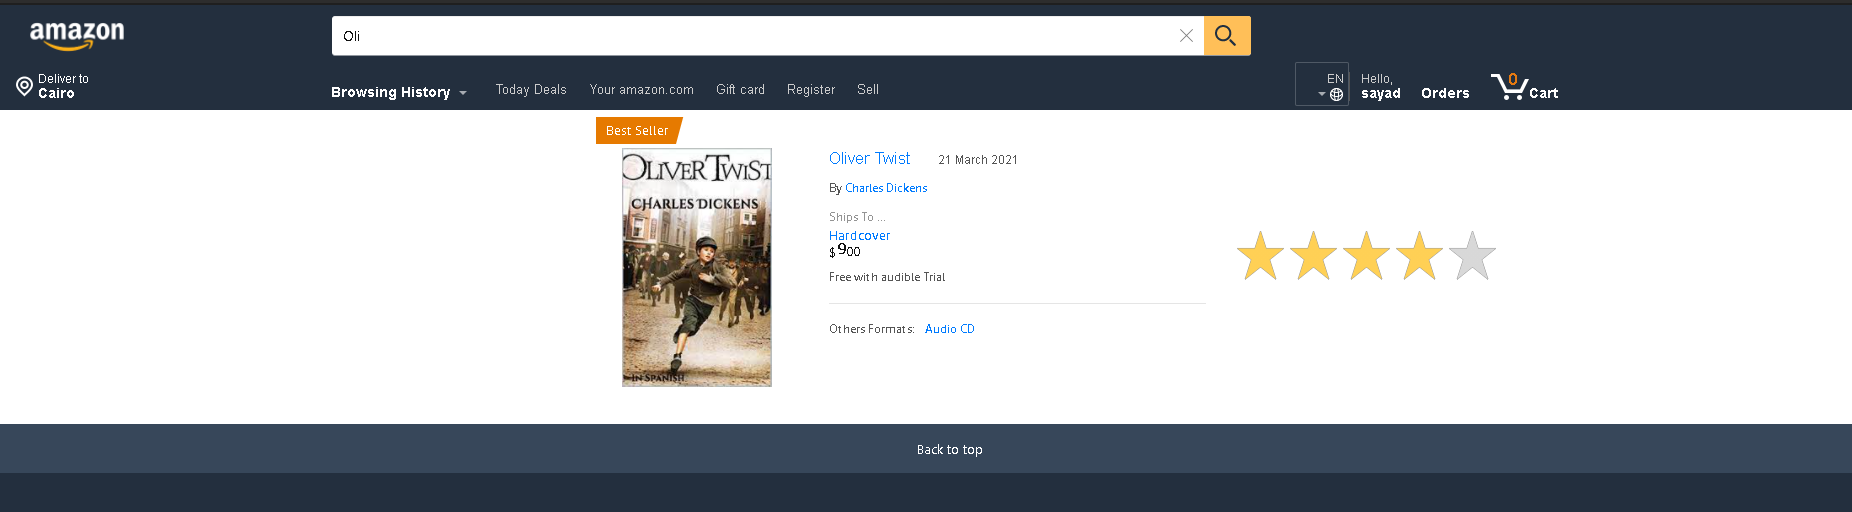 amazon
Oli
Deliver to
Cairo
Browsing History
Today Deals
Your amazon.com
Gift card
Register
Sell
EN
Hello,
sayad
Orders
0
Cart
Best Seller
OLIVER TWIST
CHARLES DICKENS
IN SPANISH
Oliver Twist 21 March 2021
By Charles Dickens
Ships To ...
Hardcover
$900
Free with audible Trial
Others Formats: Audio CD
Back to top